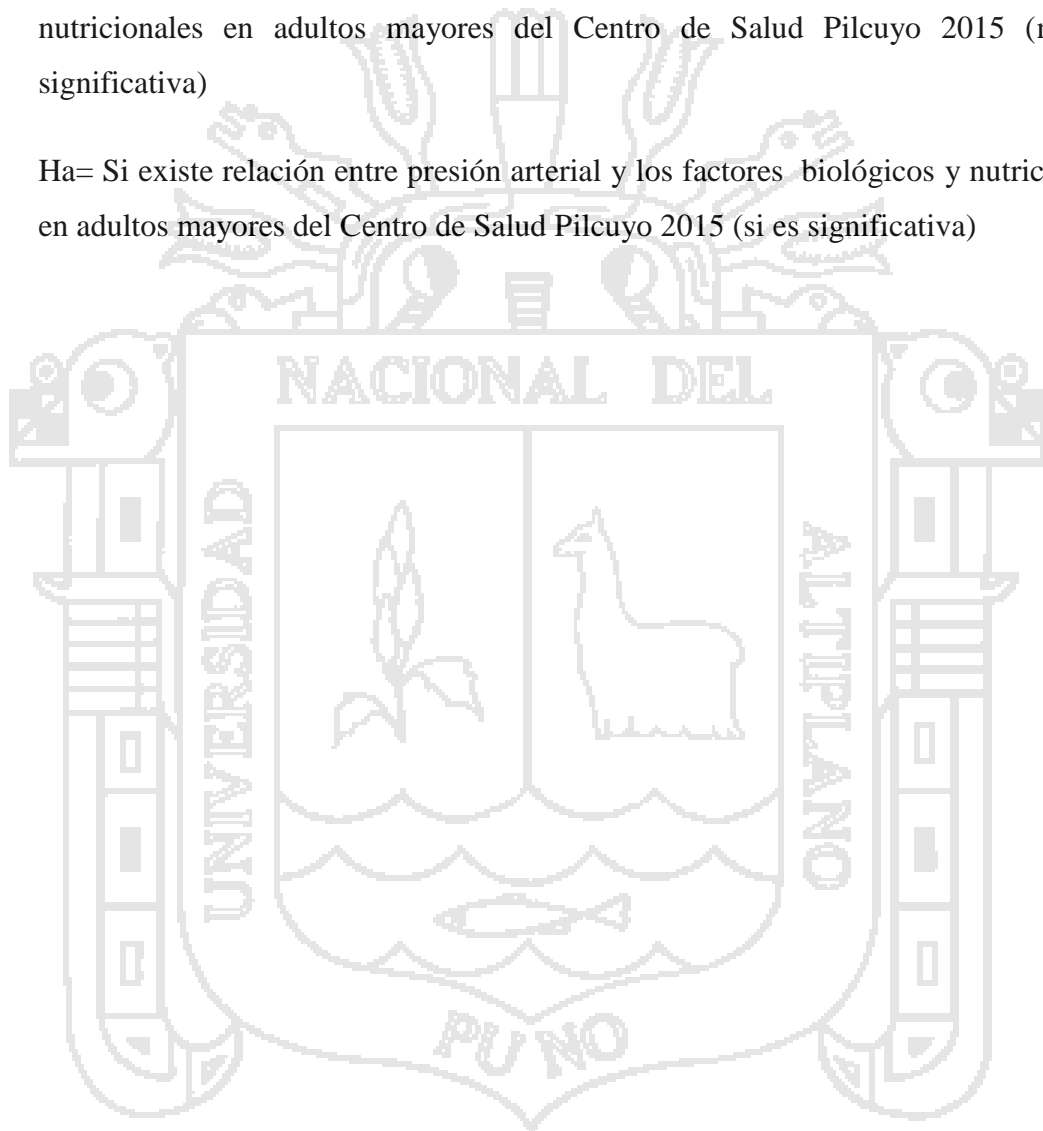 nutricionales en adultos mayores del Centro de Salud Pilcuyo 2015
significativa)
Ha= Si existe relación entre presión arterial y los factores biológicos y
en adultos mayores del Centro de Salud Pilcuyo 2015 (si es significativa)
NACIONAL DEL
UNIVERSIDAD
ALTIPLANO
PUNO